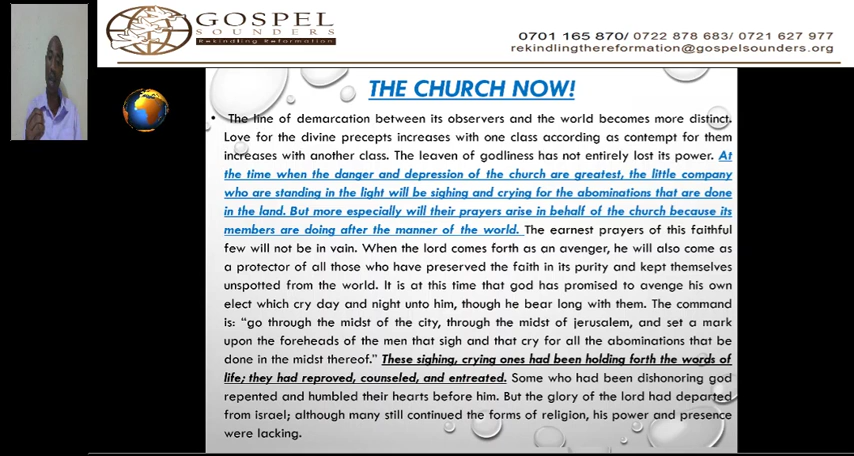 GOSPEL
SOUNDERS
Rekindling Reformation
0701 165 870/ 0722 878 683/ 0721 627 977
rekindlingthereformation@gospelsounders.org
THE CHURCH NOW!
• The line of demarcation between its observers and the world becomes more distinct.
Love for the divine precepts increases with one class according as contempt for them
increases with another class. The leaven of godliness has not entirely lost its power. At
the time when the danger and depression of the church are greatest, the little company
who are standing in the light will be sighing and crying for the abominations that are done
in the land. But more especially will their prayers arise in behalf of the church because its
members are doing after the manner of the world. The earnest prayers of this faithful
few will not be in vain. When the lord comes forth as an avenger, he will also come as
a protector of all those who have preserved the faith in its purity and kept themselves
unspotted from the world. It is at this time that god has promised to avenge his own
elect which cry day and night unto him, though he bear long with them. The command
is: “go through the midst of the city, through the midst of jerusalem, and set a mark
upon the foreheads of the men that sigh and that cry for all the abominations that be
done in the midst thereof.” These sighing, crying ones had been holding forth the words of
life; they had reproved, counseled, and entreated. Some who had been dishonoring god
repented and humbled their hearts before him. But the glory of the lord had departed
from israel; although many still continued the forms of religion, his power and presence
were lacking.